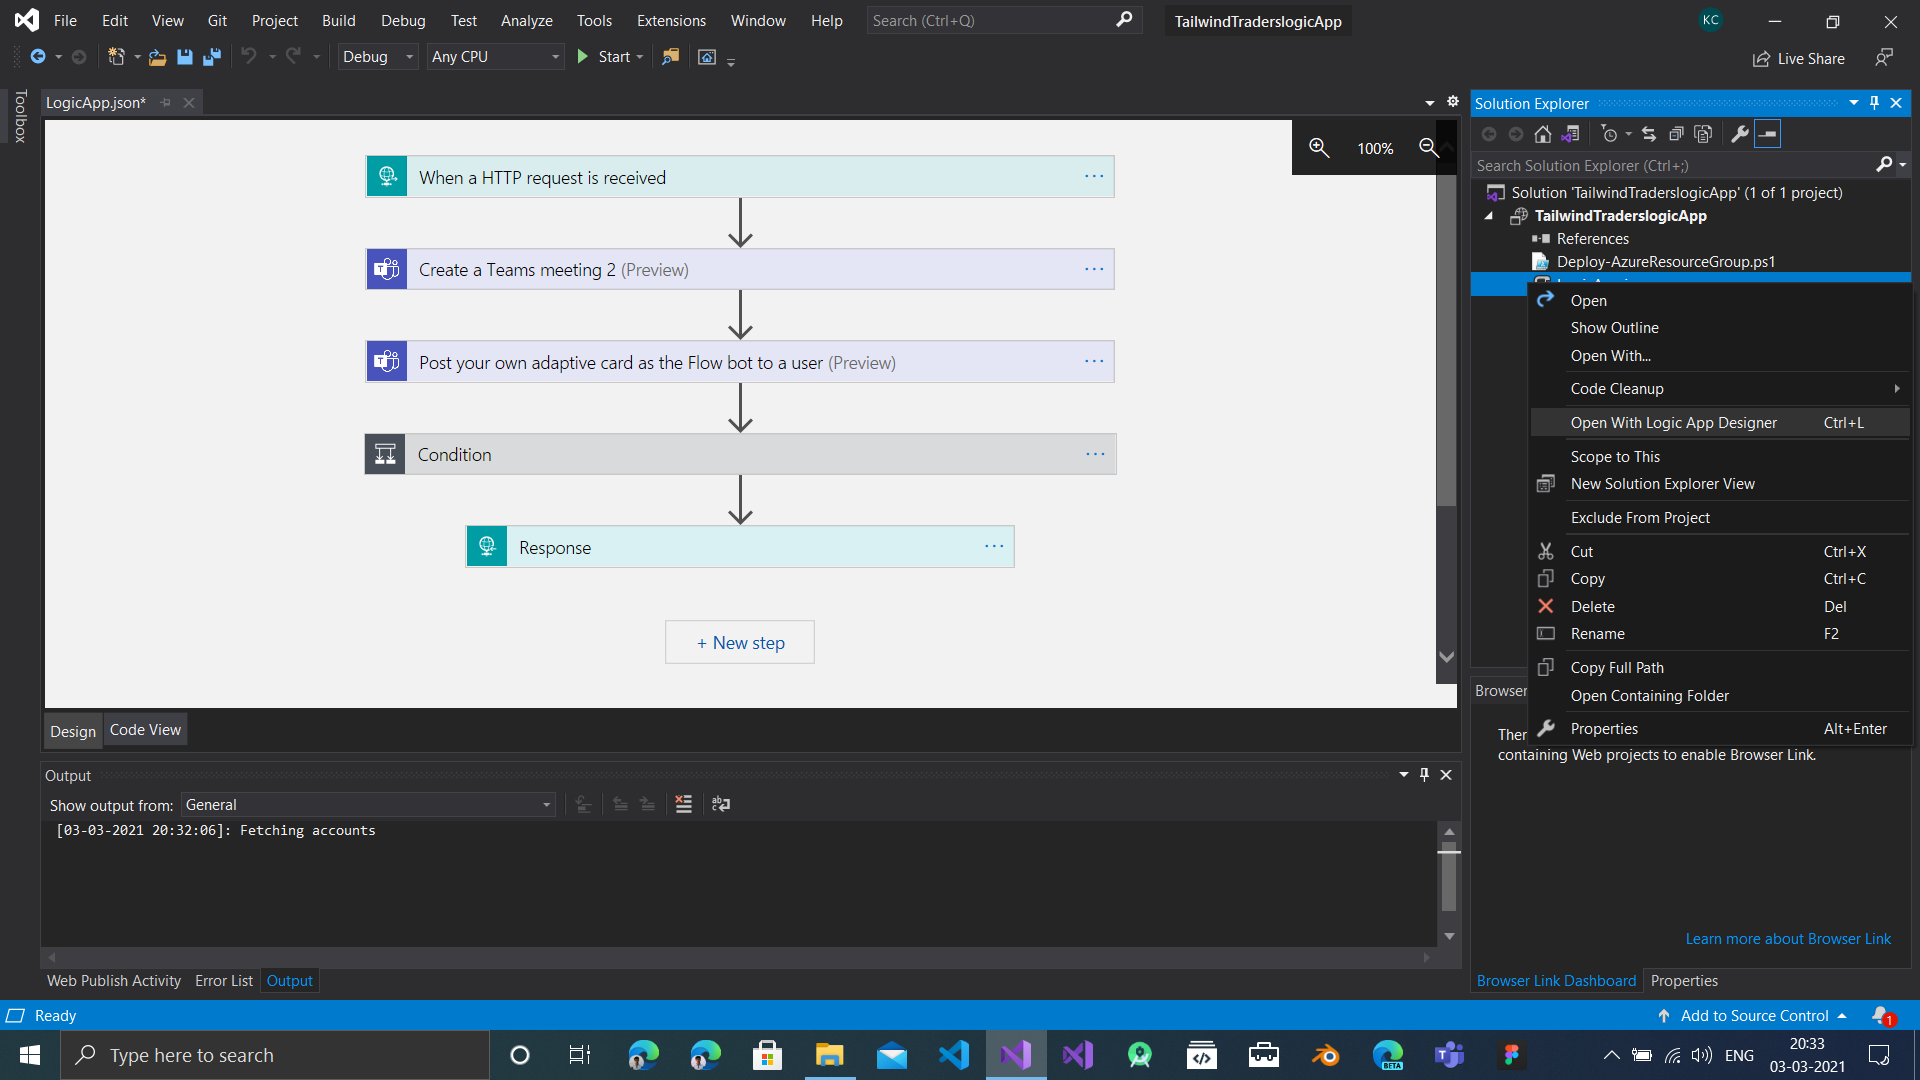 File Edit View Git Project Build Debug Test Analyze Tools Extensions Window Help Search (Ctrl+Q) TailwindTraderslogicApp KC
Debug Any CPU Start Live Share
Toolbox
LogicApp.json*
100%
When a HTTP request is received
Create a Teams meeting 2 (Preview)
Post your own adaptive card as the Flow bot to a user (Preview)
Condition
Response
+ New step
Design Code View
Output
Show output from: General
[03-03-2021 20:32:06]: Fetching accounts
Web Publish Activity Error List Output
Solution Explorer
Search Solution Explorer (Ctrl+;)
Solution 'TailwindTraderslogicApp' (1 of 1 project)
TailwindTraderslogicApp
References
Deploy-AzureResourceGroup.ps1
Open
Show Outline
Open With...
Code Cleanup
Open With Logic App Designer Ctrl+L
Scope to This
New Solution Explorer View
Exclude From Project
Cut Ctrl+X
Copy Ctrl+C
Delete Del
Rename F2
Copy Full Path
Open Containing Folder
Properties Alt+Enter
Browser
Ther
containing Web projects to enable Browser Link.
Learn more about Browser Link
Browser Link Dashboard Properties
Ready Add to Source Control 1
Type here to search BETA ENG 20:33
03-03-2021